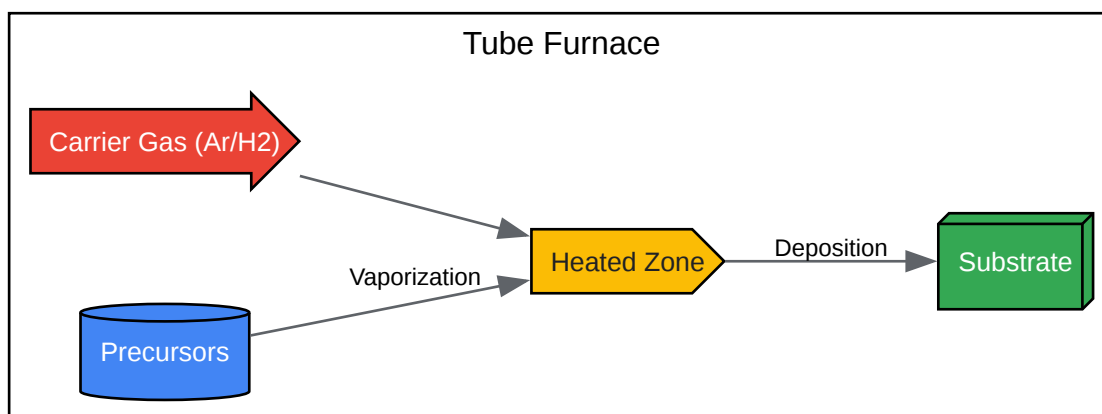 Tube Furnace
Carrier Gas (Ar/H2)
Vaporization
Precursors
Heated Zone
Deposition
Substrate